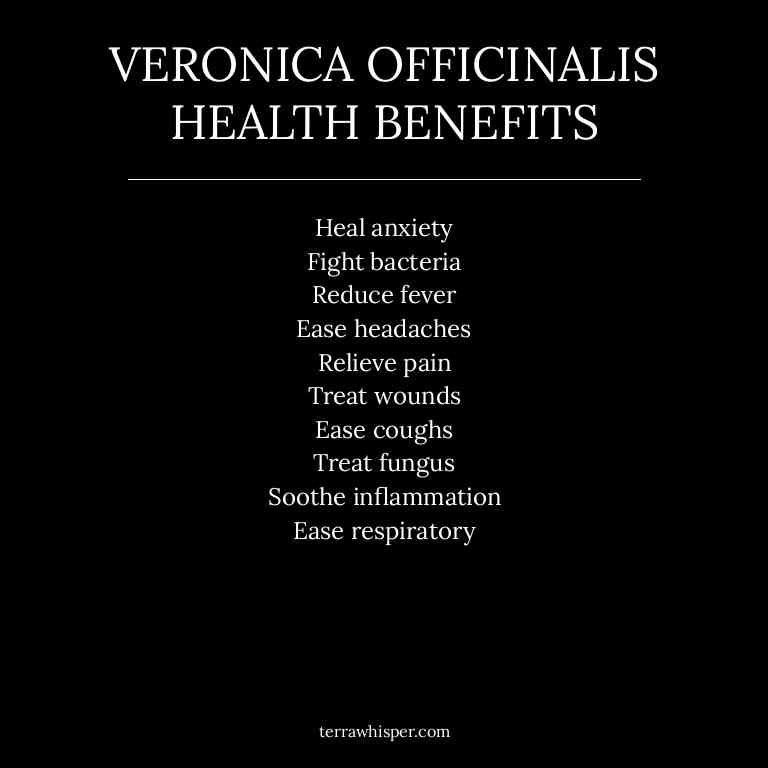 VERONICA OFFICINALIS
HEALTH BENEFITS
Heal anxiety
Fight bacteria
Reduce fever
Ease headaches
Relieve pain
Treat wounds
Ease coughs
Treat fungus
Soothe inflammation
Ease respiratory
terrawhisper.com